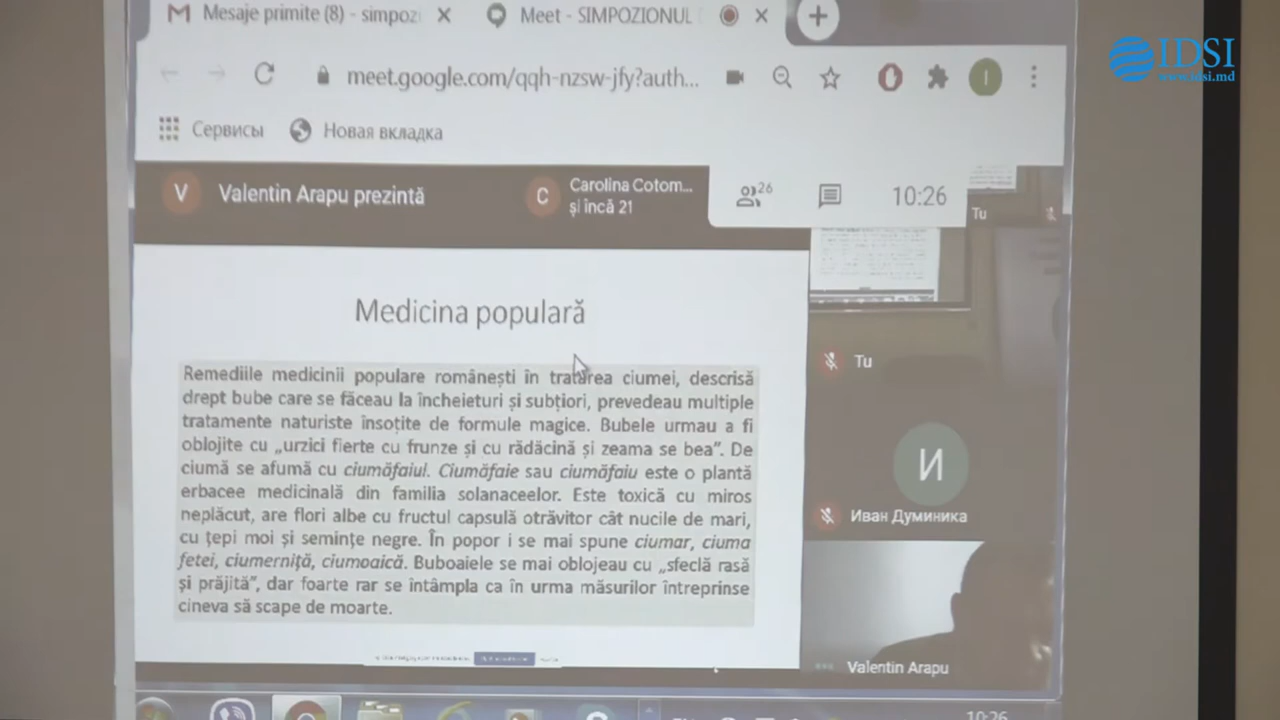 Mesaje primite (8) - simpozi
Meet - SIMPOZIONUL
IDSI
www.idsi.md
meet.google.com/qqh-nzsw-jfy?auth...
I
Сервисы
Новая вкладка
V
Valentin Arapu prezintă
C
Carolina Cotom...
și încă 21
26
10:26
Tu
Medicina populară
Remediile medicinii populare românești în tratarea ciumei, descrisă
drept bube care se făceau la încheieturi și subțiori, prevedeau multiple
tratamente naturiste însoțite de formule magice. Bubele urmau a fi
oblojite cu „urzici fierte cu frunze și cu rădăcină și zeama se bea”. De
ciumă se afumă cu ciumăfaiul. Ciumăfaie sau ciumăfaiu este o plantă
erbacee medicinală din familia solanaceelor. Este toxică cu miros
neplăcut, are flori albe cu fructul capsulă otrăvitor cât nucile de mari,
cu țepi moi și semințe negre. În popor i se mai spune ciumar, ciuma
fetei, ciumerniță, ciumoaică. Buboaiele se mai oblojeau cu „sfeclă rasă
și prăjită”, dar foarte rar se întâmpla ca în urma măsurilor întreprinse
cineva să scape de moarte.
Tu
И
Иван Думиника
Valentin Arapu
10:26